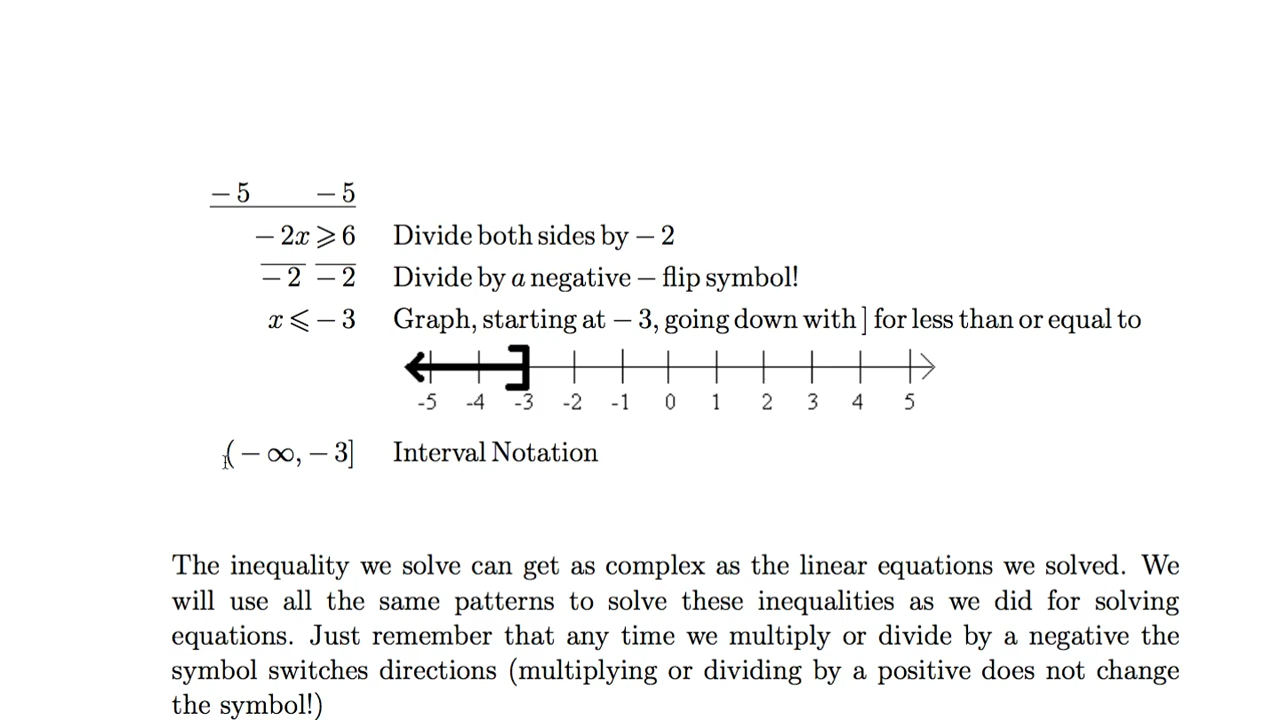 − 5 − 5
− 2x ⩾ 6 Divide both sides by − 2
− 2 − 2 Divide by a negative − flip symbol!
x ⩽ − 3 Graph, starting at − 3, going down with ] for less than or equal to
-5 -4 -3 -2 -1 0 1 2 3 4 5
(− ∞, − 3] Interval Notation
The inequality we solve can get as complex as the linear equations we solved. We
will use all the same patterns to solve these inequalities as we did for solving
equations. Just remember that any time we multiply or divide by a negative the
symbol switches directions (multiplying or dividing by a positive does not change
the symbol!)